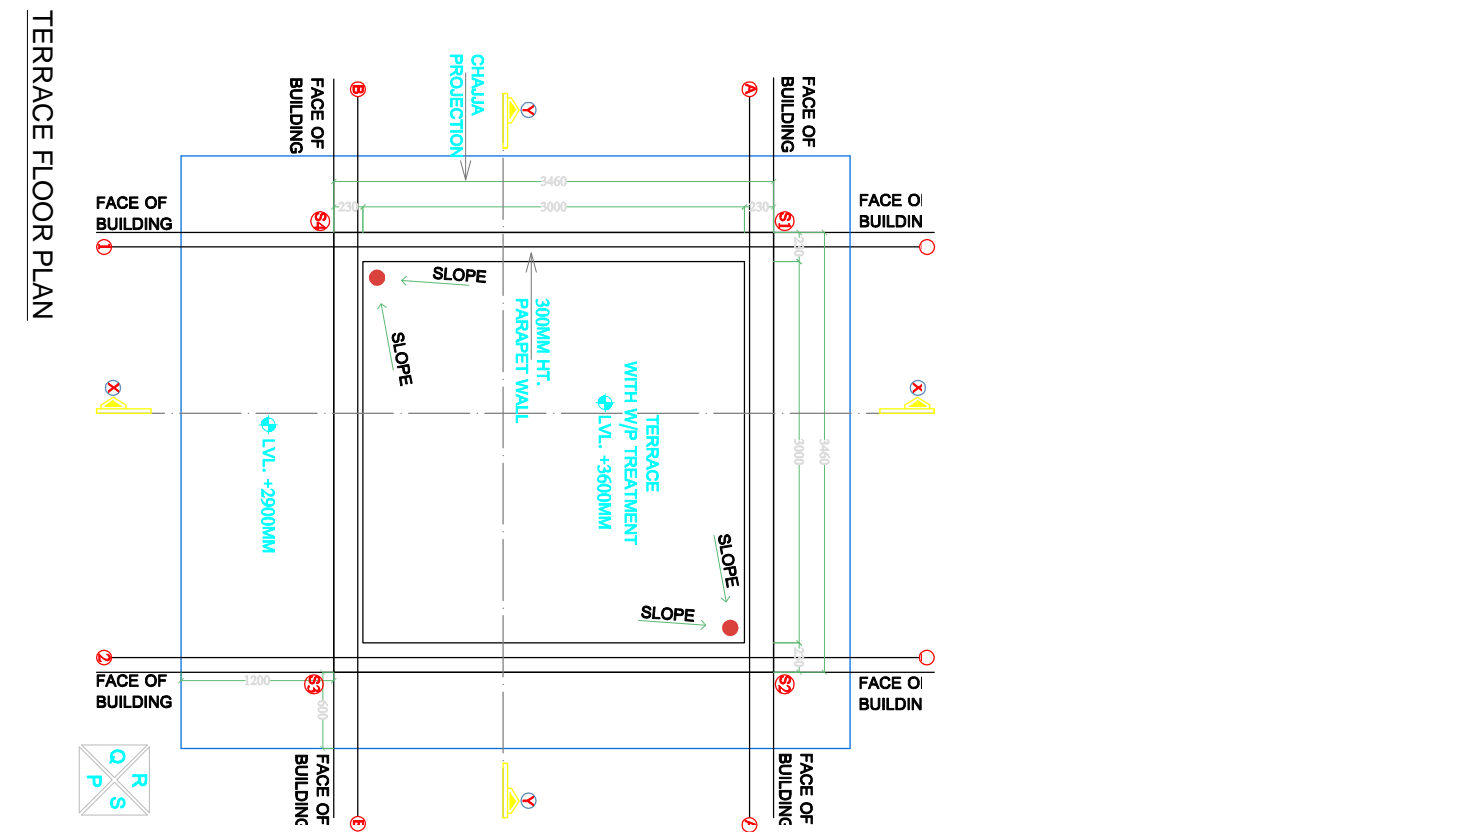 TERRACE FLOOR PLAN
CHAJJA
PROJECTION
FACE OF
BUILDING
B
Y
A
FACE OF
BUILDING
3460
230
3000
230
FACE OF
BUILDING
S4
S1
FACE O
BUILDIN
1
230
SLOPE
SLOPE
300MM HT.
PARAPET WALL
TERRACE
WITH W/P TREATMENT
LVL. +3600MM
X
X
LVL. +2900MM
3000
3460
SLOPE
SLOPE
2
230
FACE OF
BUILDING
1200
S3
600
S2
FACE O
BUILDIN
FACE OF
BUILDING
Y
FACE OF
BUILDING
Q
R
P
S